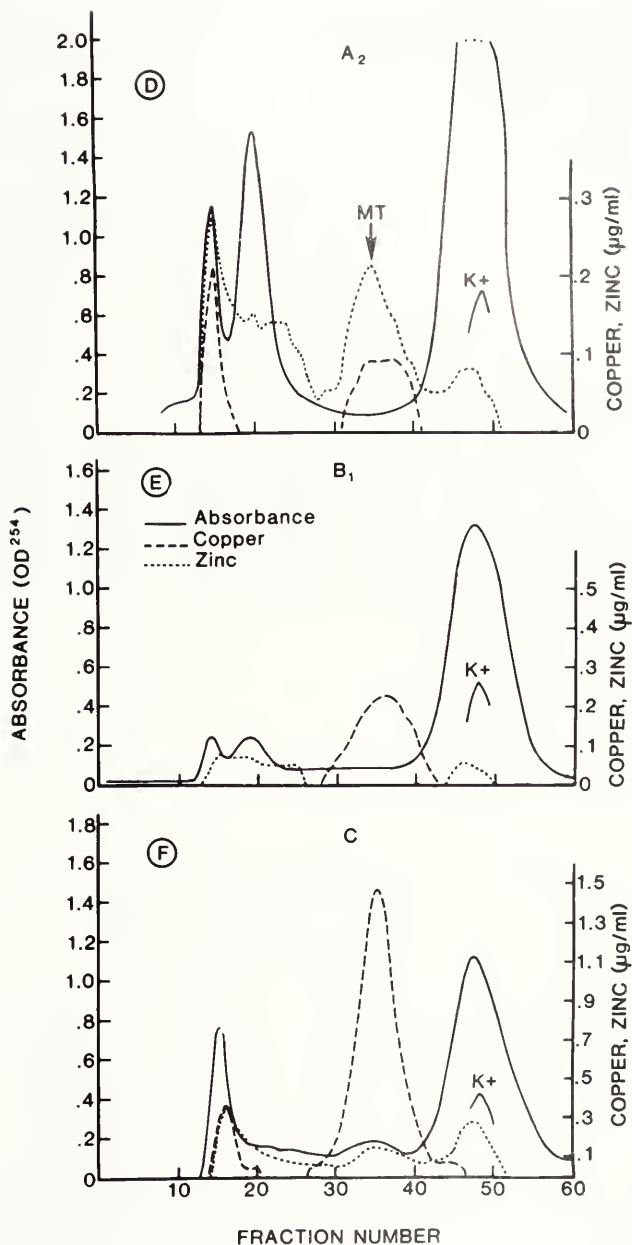 D
A2
2.0
1.8
1.6
1.4
1.2
1.0
.8
.6
.4
.2
0
MT
K+
.3
.2
.1
0
COPPER, ZINC (µg/ml)
E
B1
Absorbance
Copper
Zinc
1.6
1.4
1.2
1.0
.8
.6
.4
.2
0
K+
.5
.4
.3
.2
.1
0
COPPER, ZINC (µg/ml)
ABSORBANCE (OD254)
F
C
1.8
1.6
1.4
1.2
1.0
.8
.6
.4
.2
0
K+
1.5
1.3
1.1
.9
.7
.5
.3
.1
COPPER, ZINC (µg/ml)
10 20 30 40 50 60
FRACTION NUMBER